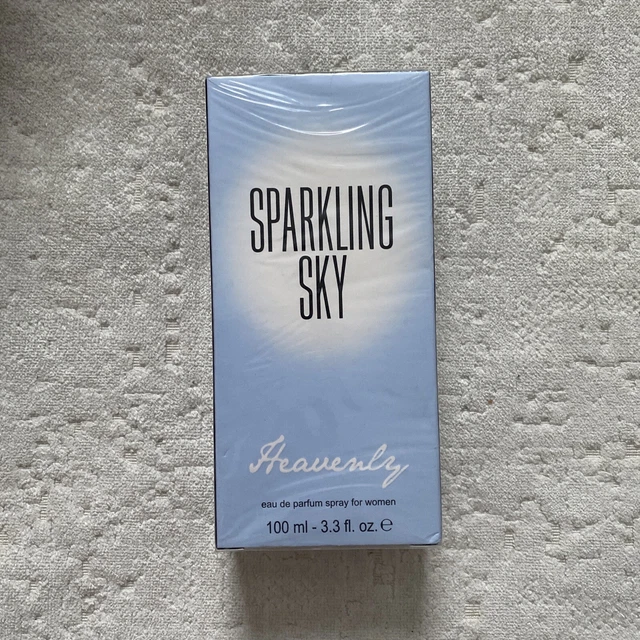 SPARKLING
SKY
Heavenly
eau de parfum spray for women
100 ml - 3.3 fl. oz. ℮